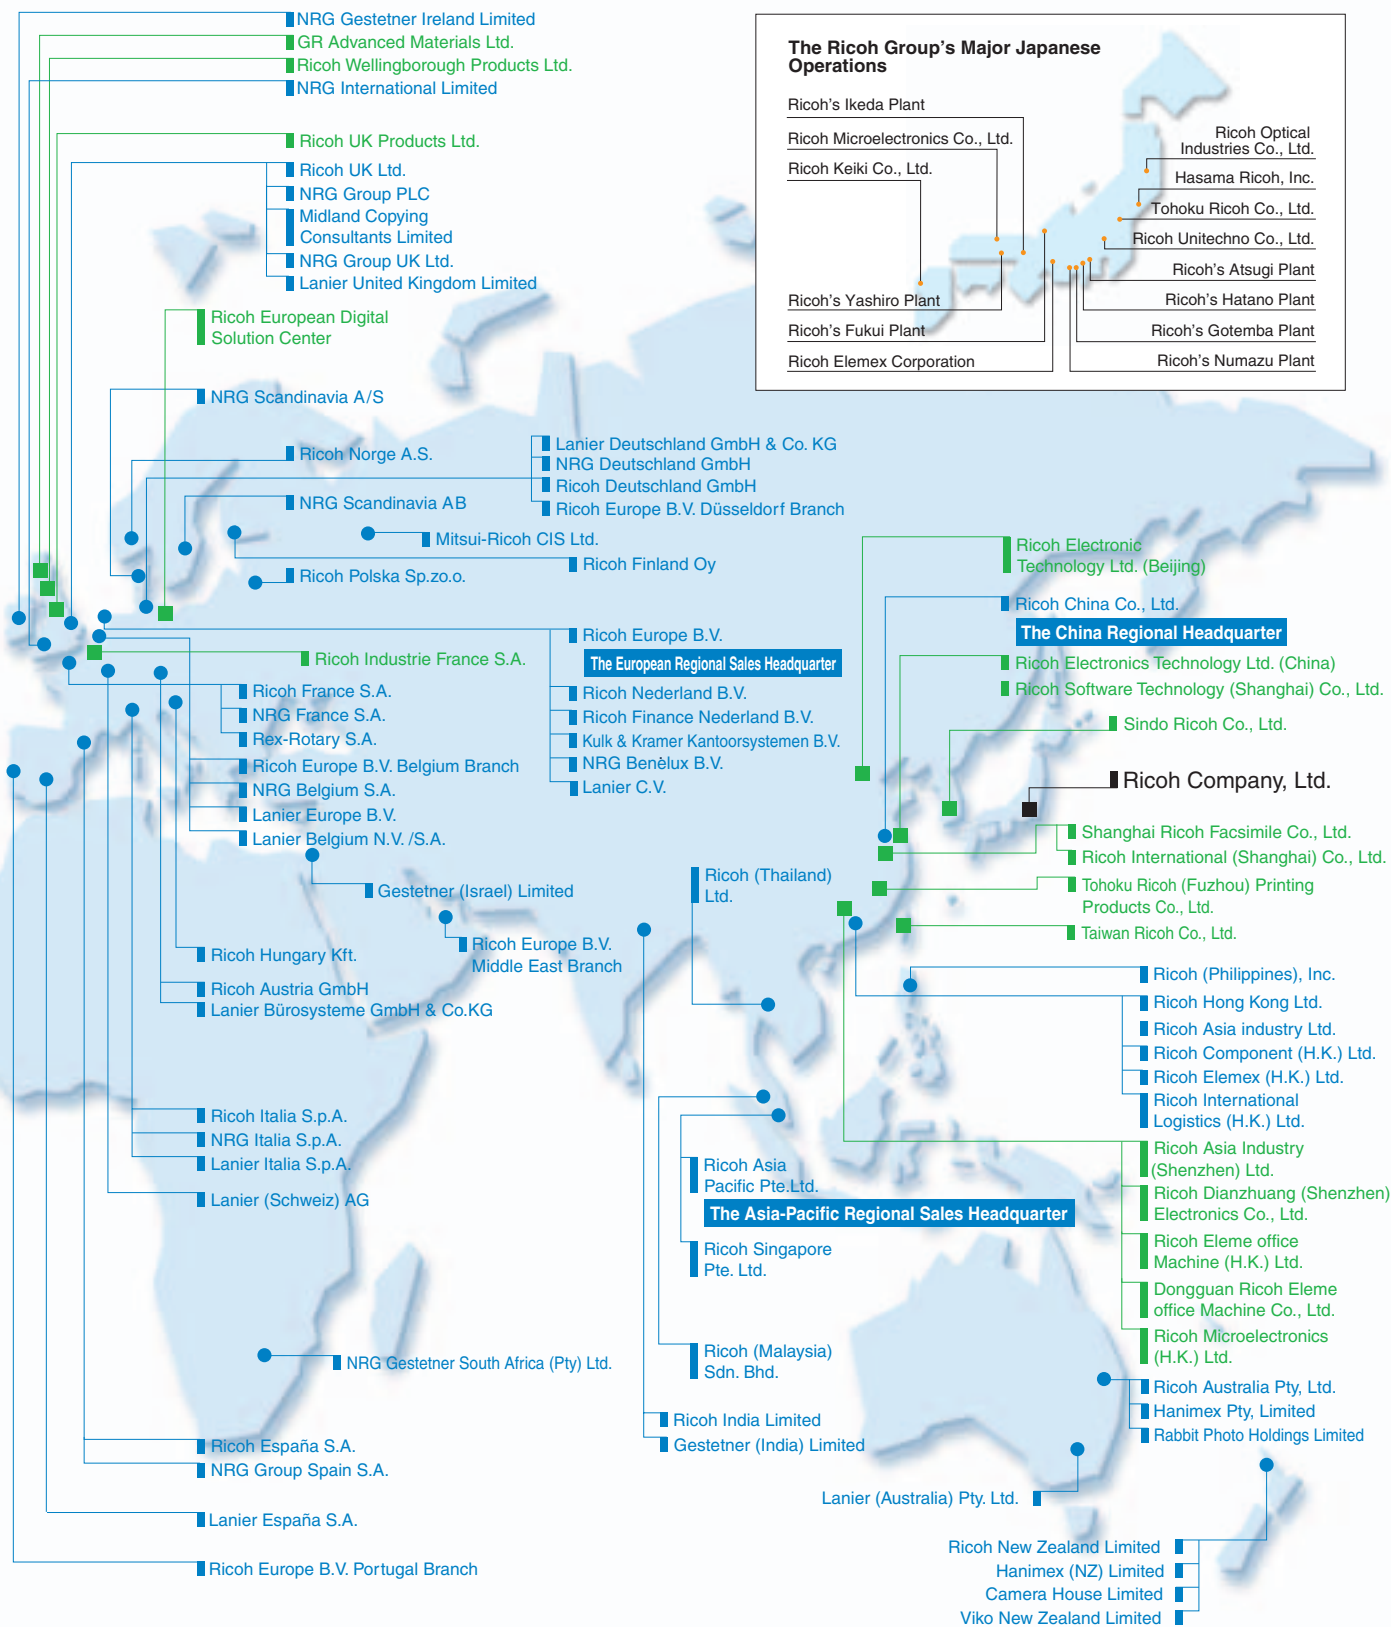 NRG Gestetner Ireland Limited
GR Advanced Materials Ltd.
Ricoh Wellingborough Products Ltd.
NRG International Limited
Ricoh UK Products Ltd.
Ricoh UK Ltd.
NRG Group PLC
Midland Copying
Consultants Limited
NRG Group UK Ltd.
Lanier United Kingdom Limited
Ricoh European Digital
Solution Center
NRG Scandinavia A/S
Ricoh Norge A.S.
NRG Scandinavia AB
Lanier Deutschland GmbH & Co. KG
NRG Deutschland GmbH
Ricoh Deutschland GmbH
Ricoh Europe B.V. Düsseldorf Branch
Mitsui-Ricoh CIS Ltd.
Ricoh Finland Oy
Ricoh Polska Sp.zo.o.
The Ricoh Group's Major Japanese
Operations
Ricoh's Ikeda Plant
Ricoh Microelectronics Co., Ltd.
Ricoh Keiki Co., Ltd.
Ricoh's Yashiro Plant
Ricoh's Fukui Plant
Ricoh Elemex Corporation
Ricoh Optical
Industries Co., Ltd.
Hasama Ricoh, Inc.
Tohoku Ricoh Co., Ltd.
Ricoh Unitechno Co., Ltd.
Ricoh's Atsugi Plant
Ricoh's Hatano Plant
Ricoh's Gotemba Plant
Ricoh's Numazu Plant
Ricoh Europe B.V.
The European Regional Sales Headquarter
Ricoh Nederland B.V.
Ricoh Finance Nederland B.V.
Kulk & Kramer Kantoorsystemen B.V.
NRG Benèlux B.V.
Lanier C.V.
Ricoh Industrie France S.A.
Ricoh France S.A.
NRG France S.A.
Rex-Rotary S.A.
Ricoh Europe B.V. Belgium Branch
NRG Belgium S.A.
Lanier Europe B.V.
Lanier Belgium N.V. /S.A.
Gestetner (Israel) Limited
Ricoh Europe B.V.
Middle East Branch
Ricoh Hungary Kft.
Ricoh Austria GmbH
Lanier Bürosysteme GmbH & Co.KG
Ricoh Italia S.p.A.
NRG Italia S.p.A.
Lanier Italia S.p.A.
Lanier (Schweiz) AG
NRG Gestetner South Africa (Pty) Ltd.
Ricoh España S.A.
NRG Group Spain S.A.
Lanier España S.A.
Ricoh Europe B.V. Portugal Branch
Ricoh Electronic
Technology Ltd. (Beijing)
Ricoh China Co., Ltd.
The China Regional Headquarter
Ricoh Electronics Technology Ltd. (China)
Ricoh Software Technology (Shanghai) Co., Ltd.
Sindo Ricoh Co., Ltd.
Ricoh Company, Ltd.
Shanghai Ricoh Facsimile Co., Ltd.
Ricoh International (Shanghai) Co., Ltd.
Tohoku Ricoh (Fuzhou) Printing
Products Co., Ltd.
Taiwan Ricoh Co., Ltd.
Ricoh (Thailand)
Ltd.
Ricoh (Philippines), Inc.
Ricoh Hong Kong Ltd.
Ricoh Asia industry Ltd.
Ricoh Component (H.K.) Ltd.
Ricoh Elemex (H.K.) Ltd.
Ricoh International
Logistics (H.K.) Ltd.
Ricoh Asia Industry
(Shenzhen) Ltd.
Ricoh Dianzhuang (Shenzhen)
Electronics Co., Ltd.
Ricoh Eleme office
Machine (H.K.) Ltd.
Dongguan Ricoh Eleme
office Machine Co., Ltd.
Ricoh Microelectronics
(H.K.) Ltd.
Ricoh Asia
Pacific Pte.Ltd.
The Asia-Pacific Regional Sales Headquarter
Ricoh Singapore
Pte. Ltd.
Ricoh (Malaysia)
Sdn. Bhd.
Ricoh India Limited
Gestetner (India) Limited
Ricoh Australia Pty, Ltd.
Hanimex Pty, Limited
Rabbit Photo Holdings Limited
Lanier (Australia) Pty. Ltd.
Ricoh New Zealand Limited
Hanimex (NZ) Limited
Camera House Limited
Viko New Zealand Limited